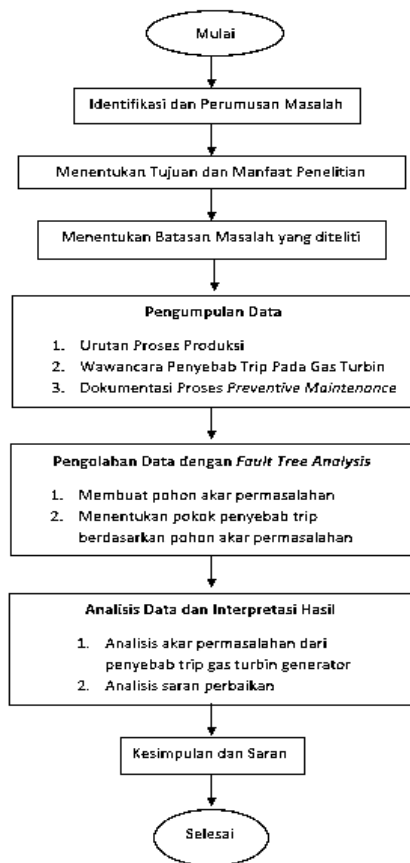 Mulai
Identifikasi dan Perumusan Masalah
Menentukan Tujuan dan Manfaat Penelitian
Menentukan Batasan Masalah yang diteliti
Pengumpulan Data
1. Urutan Proses Produksi
2. Wawancara Penyebab Trip Pada Gas Turbin
3. Dokumentasi Proses Preventive Maintenance
Pengolahan Data dengan Fault Tree Analysis
1. Membuat pohon akar permasalahan
2. Menentukan pokok penyebab trip
berdasarkan pohon akar permasalahan
Analisis Data dan Interpretasi Hasil
1. Analisis akar permasalahan dari
penyebab trip gas turbin generator
2. Analisis saran perbaikan
Kesimpulan dan Saran
Selesai